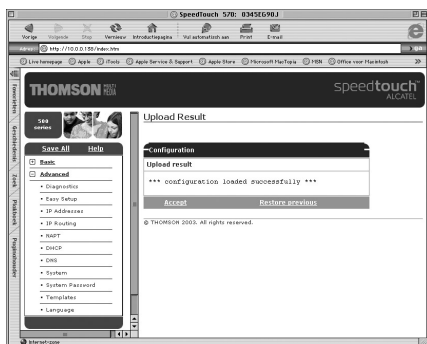 SpeedTouch 570: 0345EG90J
Vorige Volgende Stop Vernieuw Introductiepagina Vul automatisch aan Print E-mail
http://10.0.0.138/index.htm
Live homepage Apple iTools Apple Service & Support Apple Store Microsoft MacTopia MSN Office voor Macintosh
Favorieten
Geschiedenis
Zoek
Plakboek
Paginahouder
THOMSON MULTI MEDIA
speedtouch™
ALCATEL
500
series
Save All Help
Basic
Advanced
• Diagnostics
• Easy Setup
• IP Addresses
• IP Routing
• NAPT
• DHCP
• DNS
• System
• System Password
• Templates
• Language
Upload Result
Configuration
Upload result
*** configuration loaded successfully ***
Accept Restore previous
© THOMSON 2003. All rights reserved.
Internet-zone